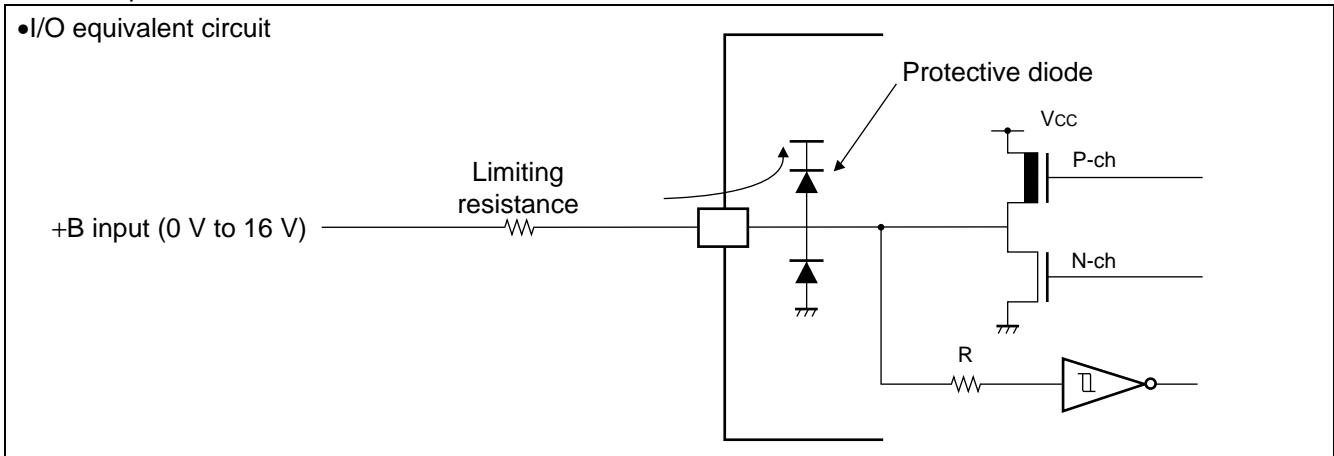 •I/O equivalent circuit
Protective diode
Vcc
P-ch
Limiting
resistance
+B input (0 V to 16 V)
N-ch
R